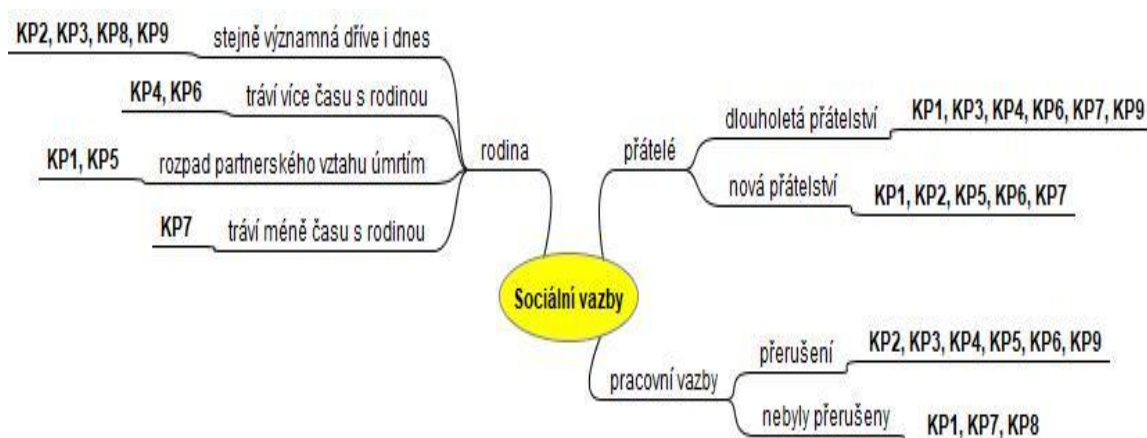 KP2, KP3, KP8, KP9
stejně významná dříve i dnes
KP4, KP6
tráví více času s rodinou
KP1, KP5
rozpad partnerského vztahu úmrtím
KP7
tráví méně času s rodinou
rodina
přátelé
dlouholetá přátelství
KP1, KP3, KP4, KP6, KP7, KP9
nová přátelství
KP1, KP2, KP5, KP6, KP7
Sociální vazby
pracovní vazby
přerušení
KP2, KP3, KP4, KP5, KP6, KP9
nebyly přerušeny
KP1, KP7, KP8